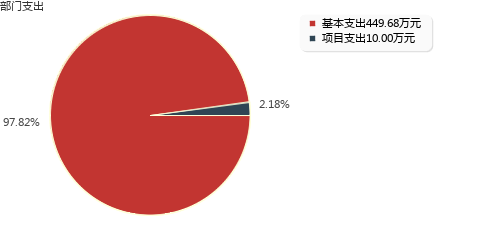 部门支出
基本支出449.68万元
项目支出10.00万元
2.18%
97.82%